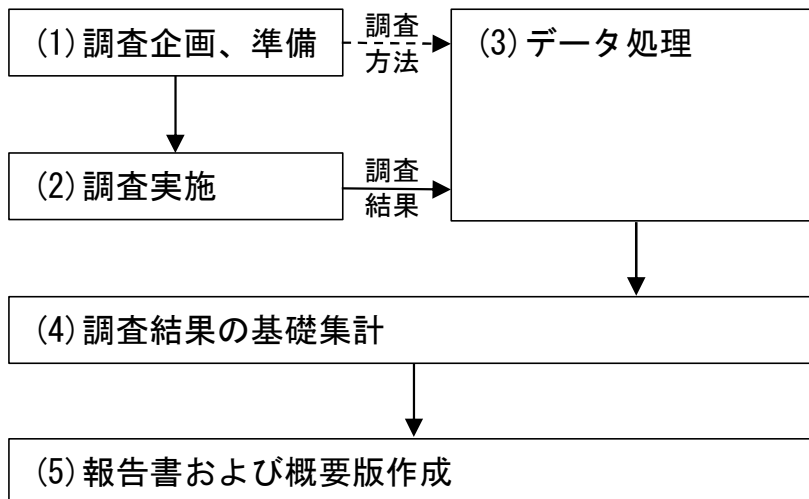 (1)調査企画、準備
調査
方法
(3)データ処理
(2)調査実施
調査
結果
(4)調査結果の基礎集計
(5)報告書および概要版作成